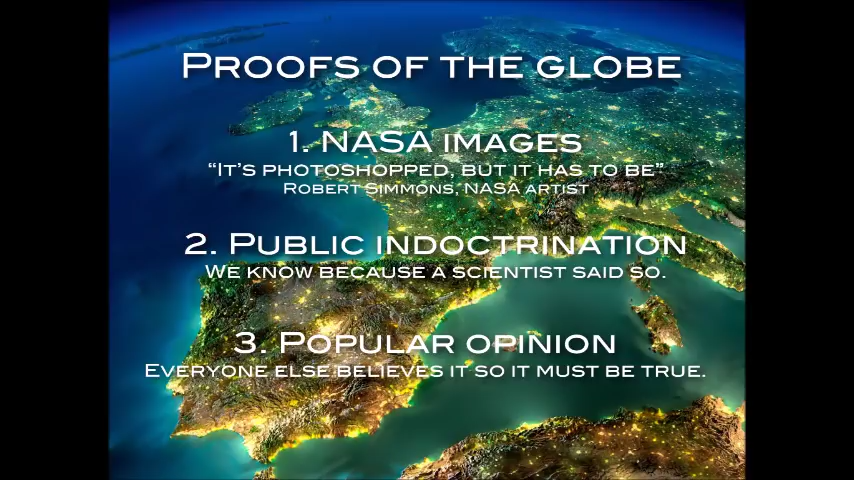 PROOFS OF THE GLOBE
1. NASA IMAGES
“IT’S PHOTOSHOPPED, BUT IT HAS TO BE”
ROBERT SIMMONS, NASA ARTIST
2. PUBLIC INDOCTRINATION
WE KNOW BECAUSE A SCIENTIST SAID SO.
3. POPULAR OPINION
EVERYONE ELSE BELIEVES IT SO IT MUST BE TRUE.